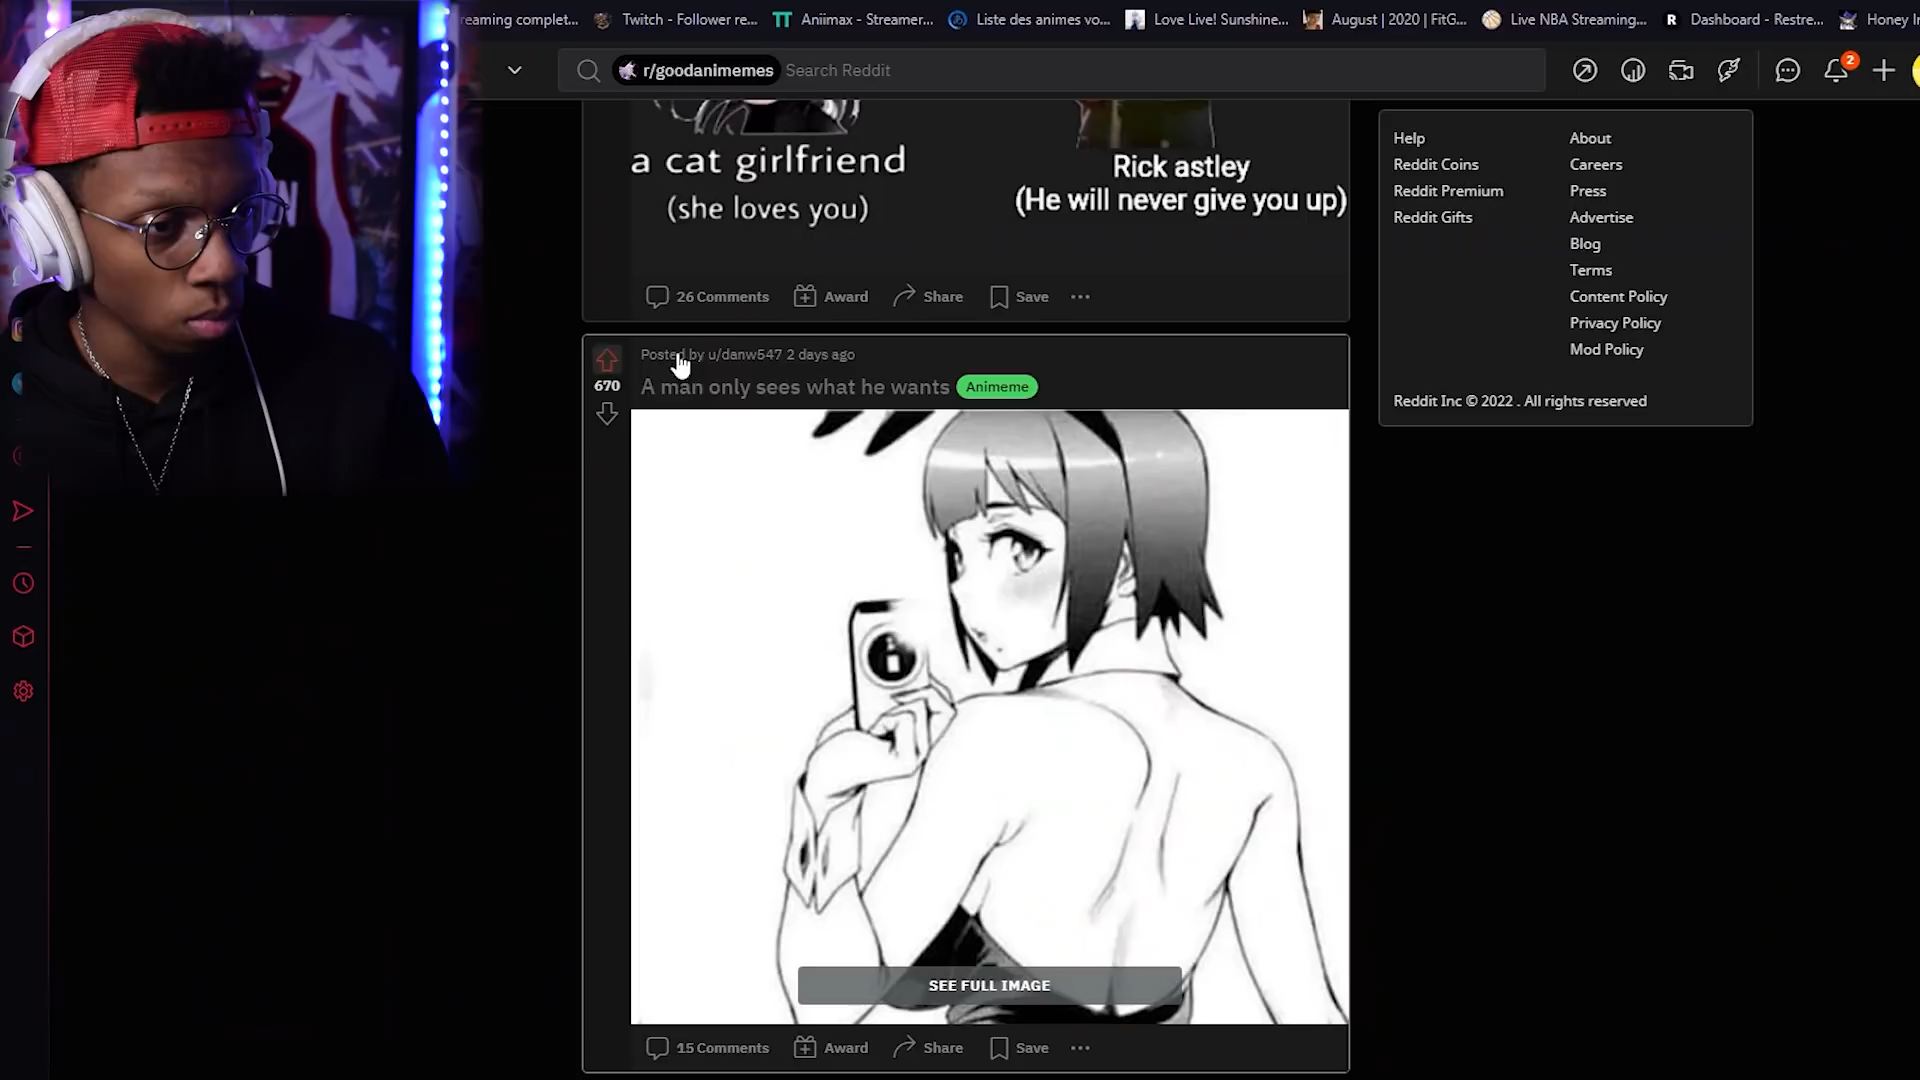 reaming complet...
Twitch - Follower re...
TT Aniimax - Streamer...
Liste des animes vo...
Love Live! Sunshine...
August | 2020 | FitG...
Live NBA Streaming...
R Dashboard - Restre...
Honey In
r/goodanimemes Search Reddit
2
a cat girlfriend
(she loves you)
Rick astley
(He will never give you up)
26 Comments Award Share Save
Posted by u/danw547 2 days ago
670
A man only sees what he wants Animeme
SEE FULL IMAGE
15 Comments Award Share Save
Help
Reddit Coins
Reddit Premium
Reddit Gifts
About
Careers
Press
Advertise
Blog
Terms
Content Policy
Privacy Policy
Mod Policy
Reddit Inc © 2022 . All rights reserved